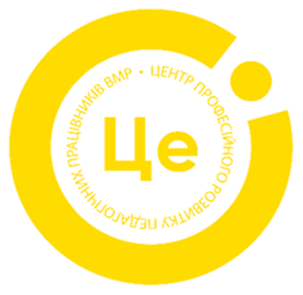 ЦЕНТР ПРОФЕСІЙНОГО РОЗВИТКУ ПЕДАГОГІЧНИХ ПРАЦІВНИКІВ ВМР •
Це